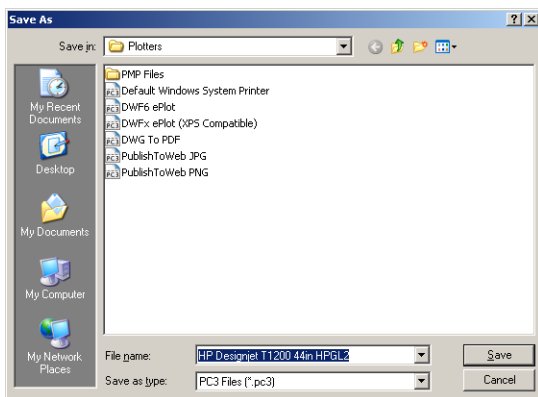 Save As
Save in: Plotters
My Recent Documents
Desktop
My Documents
My Computer
My Network Places
PMP Files
Default Windows System Printer
DWF6 ePlot
DWFx ePlot (XPS Compatible)
DWG To PDF
PublishToWeb JPG
PublishToWeb PNG
File name: HP Designjet T1200 44in HPGL2
Save
Save as type: PC3 Files (*.pc3)
Cancel